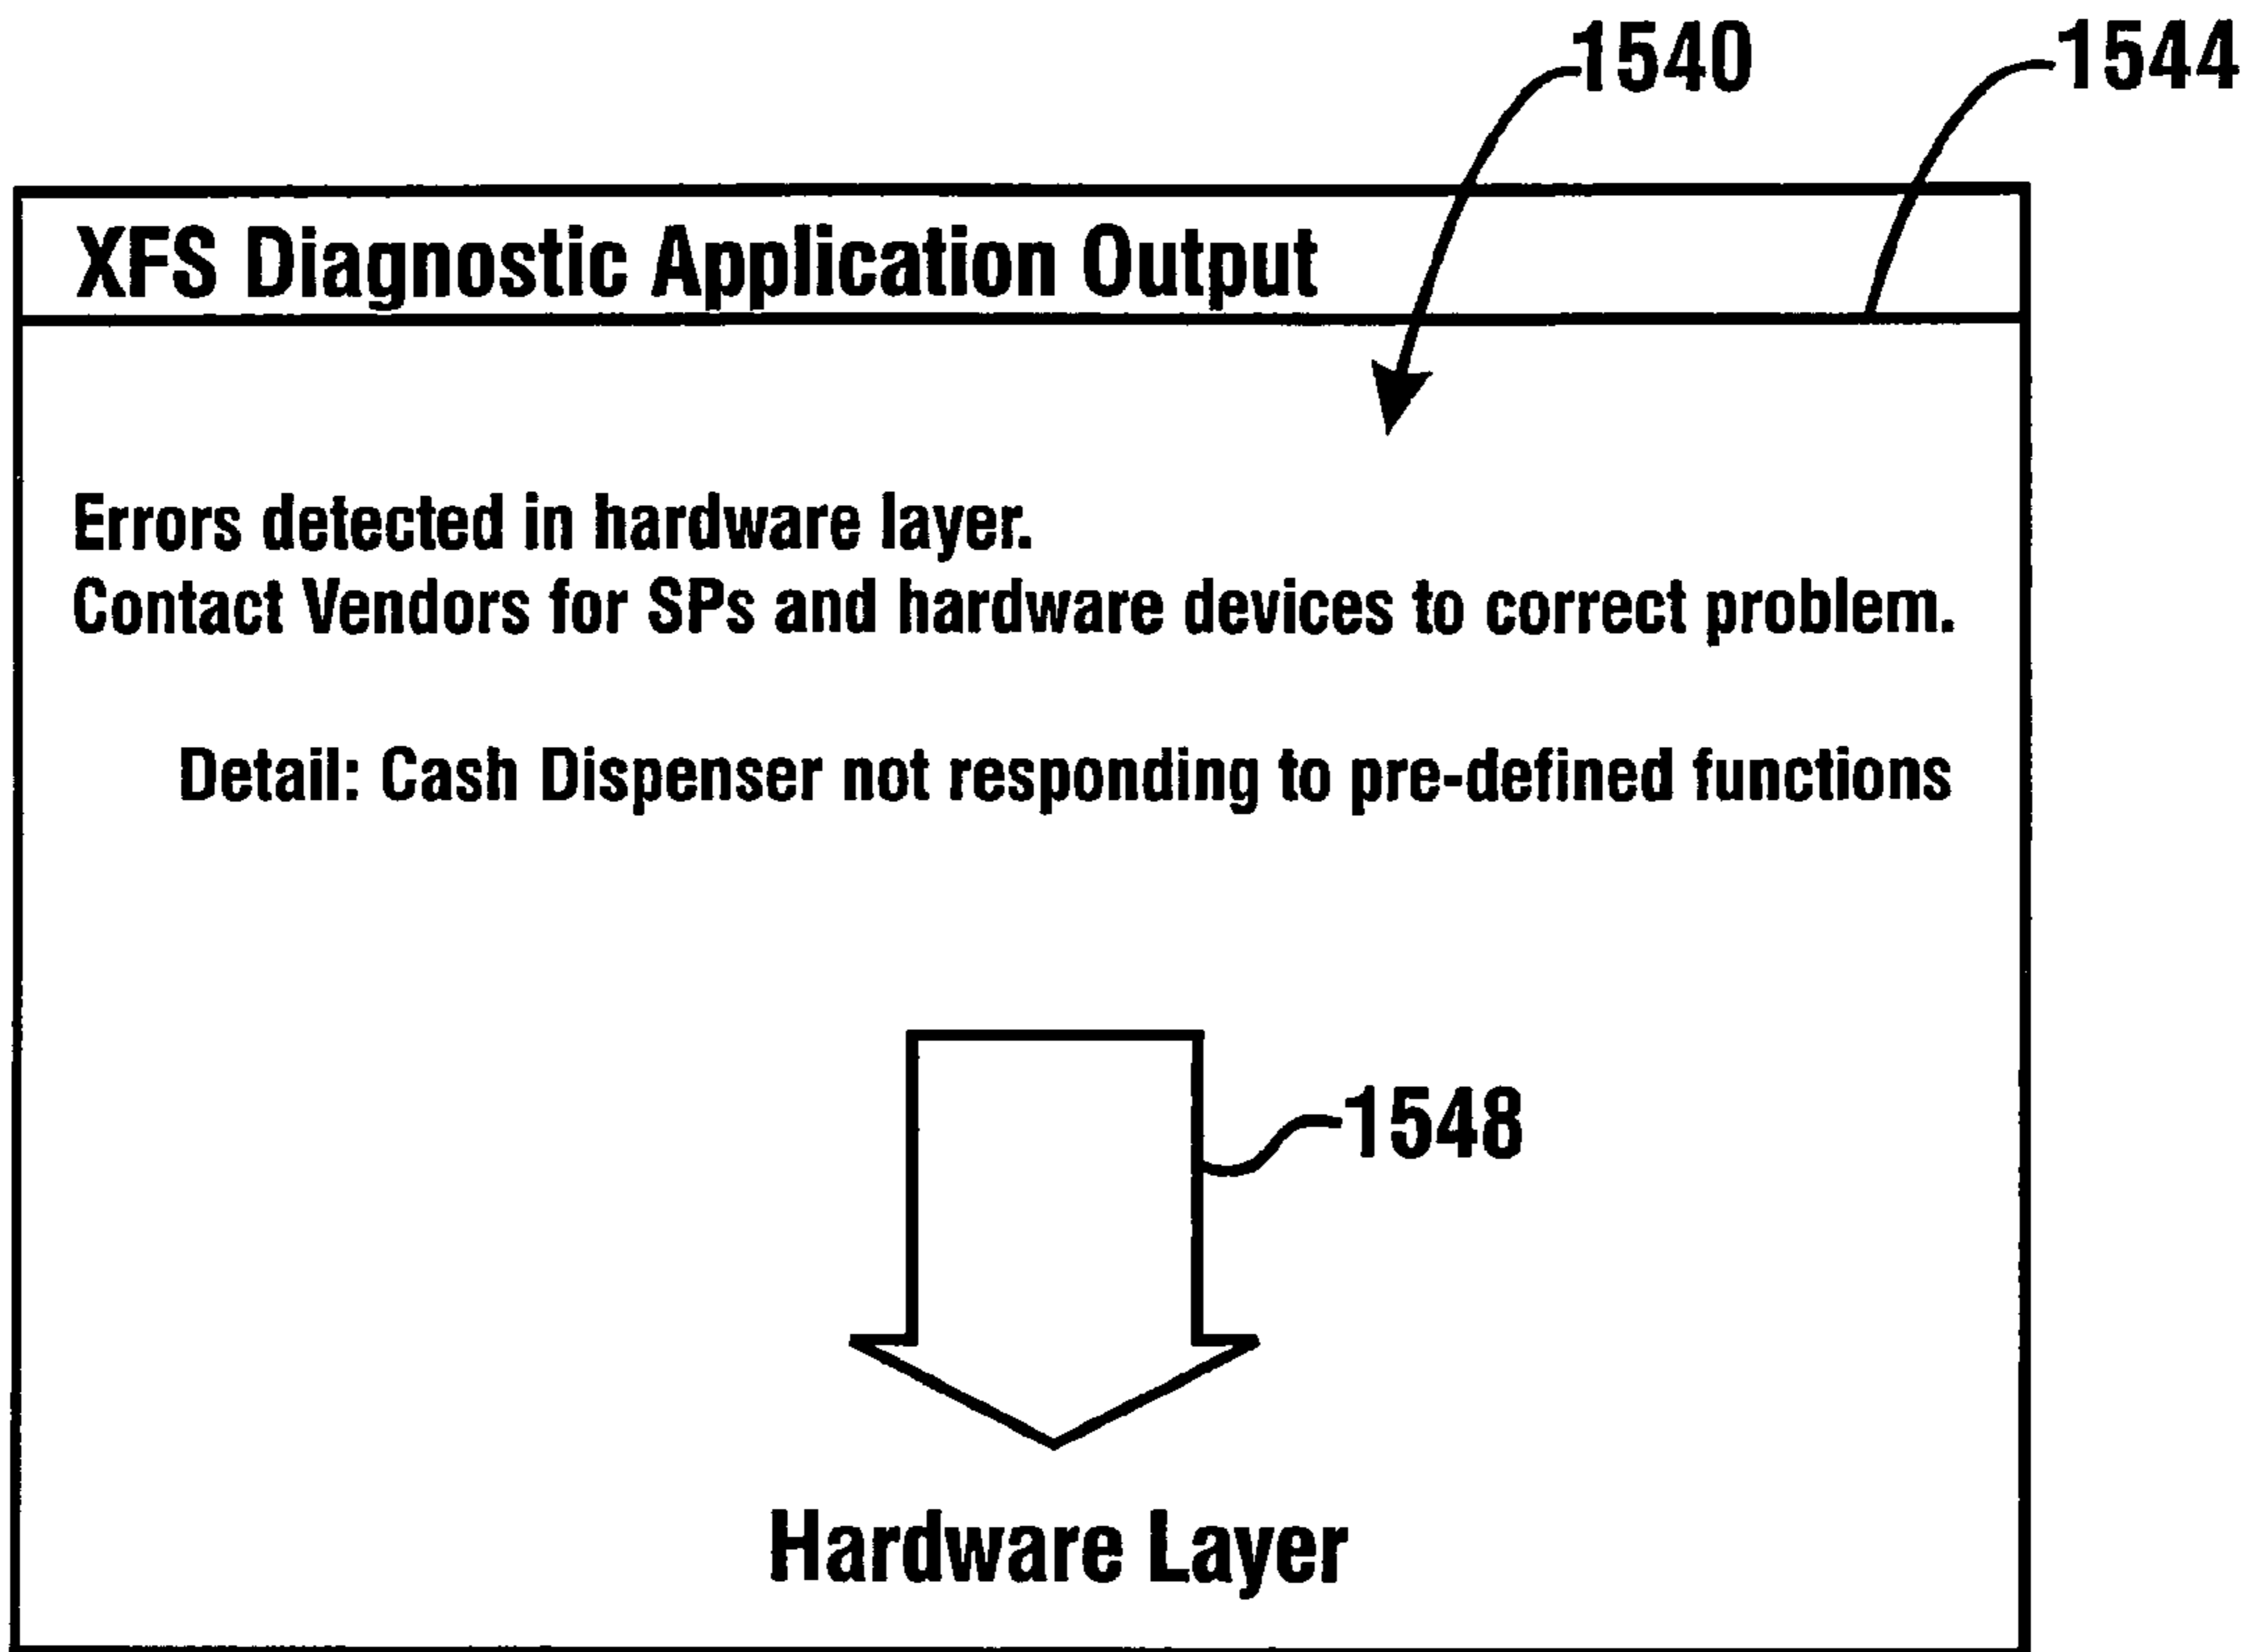 1540
1544
XFS Diagnostic Application Output
Errors detected in hardware layer.
Contact Vendors for SPs and hardware devices to correct problem.
Detail: Cash Dispenser not responding to pre-defined functions
1548
Hardware Layer